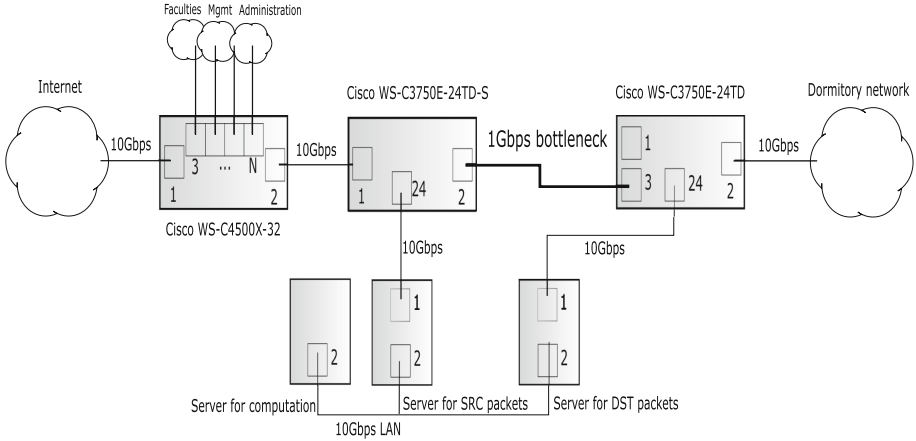 Faculties Mgmt Administration
Internet
Cisco WS-C3750E-24TD-S
Cisco WS-C3750E-24TD
Dormitory network
10Gbps
3 ... N
1
2
Cisco WS-C4500X-32
10Gbps
1
24
2
1Gbps bottleneck
1
3
24
2
10Gbps
10Gbps
10Gbps
2
1
2
1
2
Server for computation
Server for SRC packets
Server for DST packets
10Gbps LAN